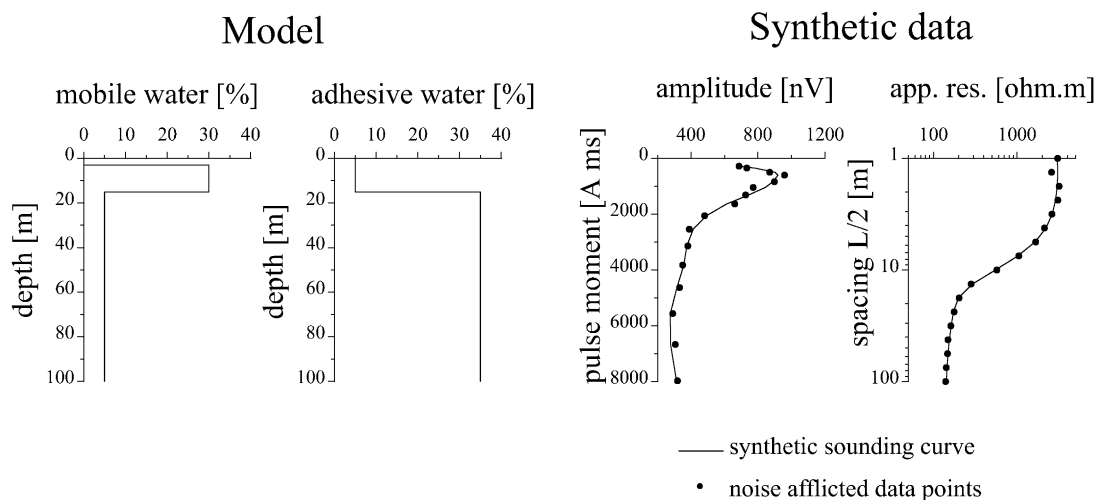 Model
Synthetic data
mobile water [%]
0 10 20 30 40
depth [m]
0
20
40
60
80
100
adhesive water [%]
0 10 20 30 40
depth [m]
0
20
40
60
80
100
amplitude [nV]
400 800 1200
pulse moment [A ms]
0
2000
4000
6000
8000
app. res. [ohm.m]
100 1000
spacing L/2 [m]
1
10
100
synthetic sounding curve
noise afflicted data points